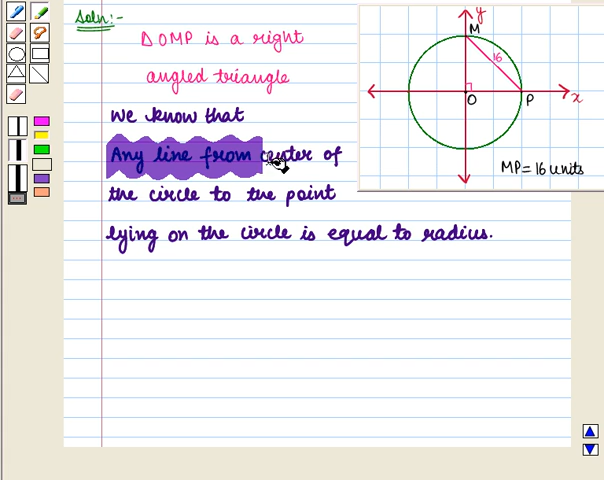 Soln:-
ΔOMP is a right
angled triangle
We know that
Any line from center of
the circle to the point
lying on the circle is equal to radius.
y
M
16
O
P
x
MP = 16 units